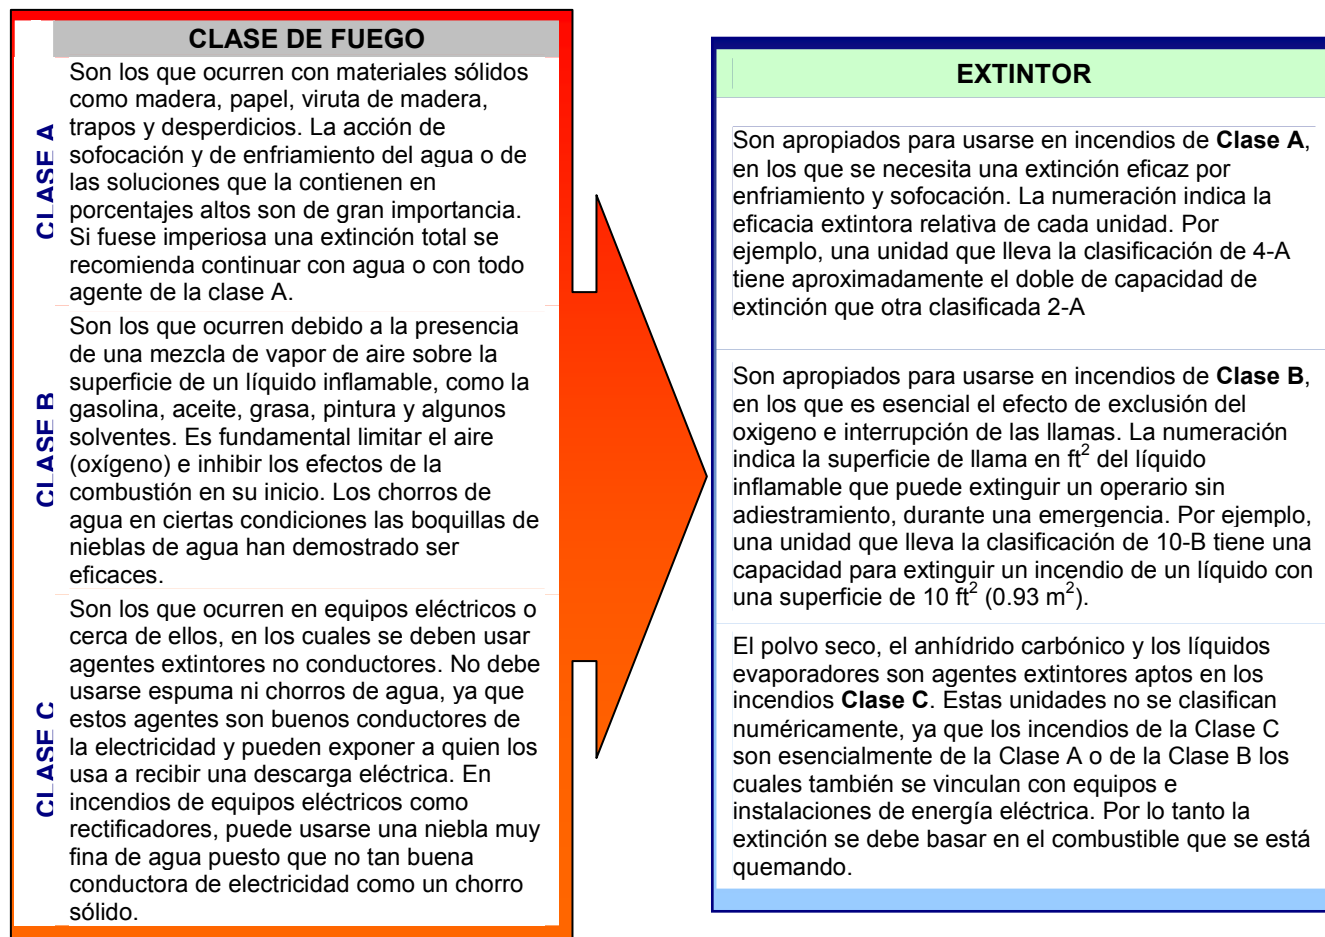 CLASE DE FUEGO
CLASE A
Son los que ocurren con materiales sólidos
como madera, papel, viruta de madera,
trapos y desperdicios. La acción de
sofocación y de enfriamiento del agua o de
las soluciones que la contienen en
porcentajes altos son de gran importancia.
Si fuese imperiosa una extinción total se
recomienda continuar con agua o con todo
agente de la clase A.
CLASE B
Son los que ocurren debido a la presencia
de una mezcla de vapor de aire sobre la
superficie de un líquido inflamable, como la
gasolina, aceite, grasa, pintura y algunos
solventes. Es fundamental limitar el aire
(oxígeno) e inhibir los efectos de la
combustión en su inicio. Los chorros de
agua en ciertas condiciones las boquillas de
nieblas de agua han demostrado ser
eficaces.
CLASE C
Son los que ocurren en equipos eléctricos o
cerca de ellos, en los cuales se deben usar
agentes extintores no conductores. No debe
usarse espuma ni chorros de agua, ya que
estos agentes son buenos conductores de
la electricidad y pueden exponer a quien los
usa a recibir una descarga eléctrica. En
incendios de equipos eléctricos como
rectificadores, puede usarse una niebla muy
fina de agua puesto que no tan buena
conductora de electricidad como un chorro
sólido.
EXTINTOR
Son apropiados para usarse en incendios de Clase A,
en los que se necesita una extinción eficaz por
enfriamiento y sofocación. La numeración indica la
eficacia extintora relativa de cada unidad. Por
ejemplo, una unidad que lleva la clasificación de 4-A
tiene aproximadamente el doble de capacidad de
extinción que otra clasificada 2-A
Son apropiados para usarse en incendios de Clase B,
en los que es esencial el efecto de exclusión del
oxigeno e interrupción de las llamas. La numeración
indica la superficie de llama en ft² del líquido
inflamable que puede extinguir un operario sin
adiestramiento, durante una emergencia. Por ejemplo,
una unidad que lleva la clasificación de 10-B tiene una
capacidad para extinguir un incendio de un líquido con
una superficie de 10 ft² (0.93 m²).
El polvo seco, el anhídrido carbónico y los líquidos
evaporadores son agentes extintores aptos en los
incendios Clase C. Estas unidades no se clasifican
numéricamente, ya que los incendios de la Clase C
son esencialmente de la Clase A o de la Clase B los
cuales también se vinculan con equipos e
instalaciones de energía eléctrica. Por lo tanto la
extinción se debe basar en el combustible que se está
quemando.